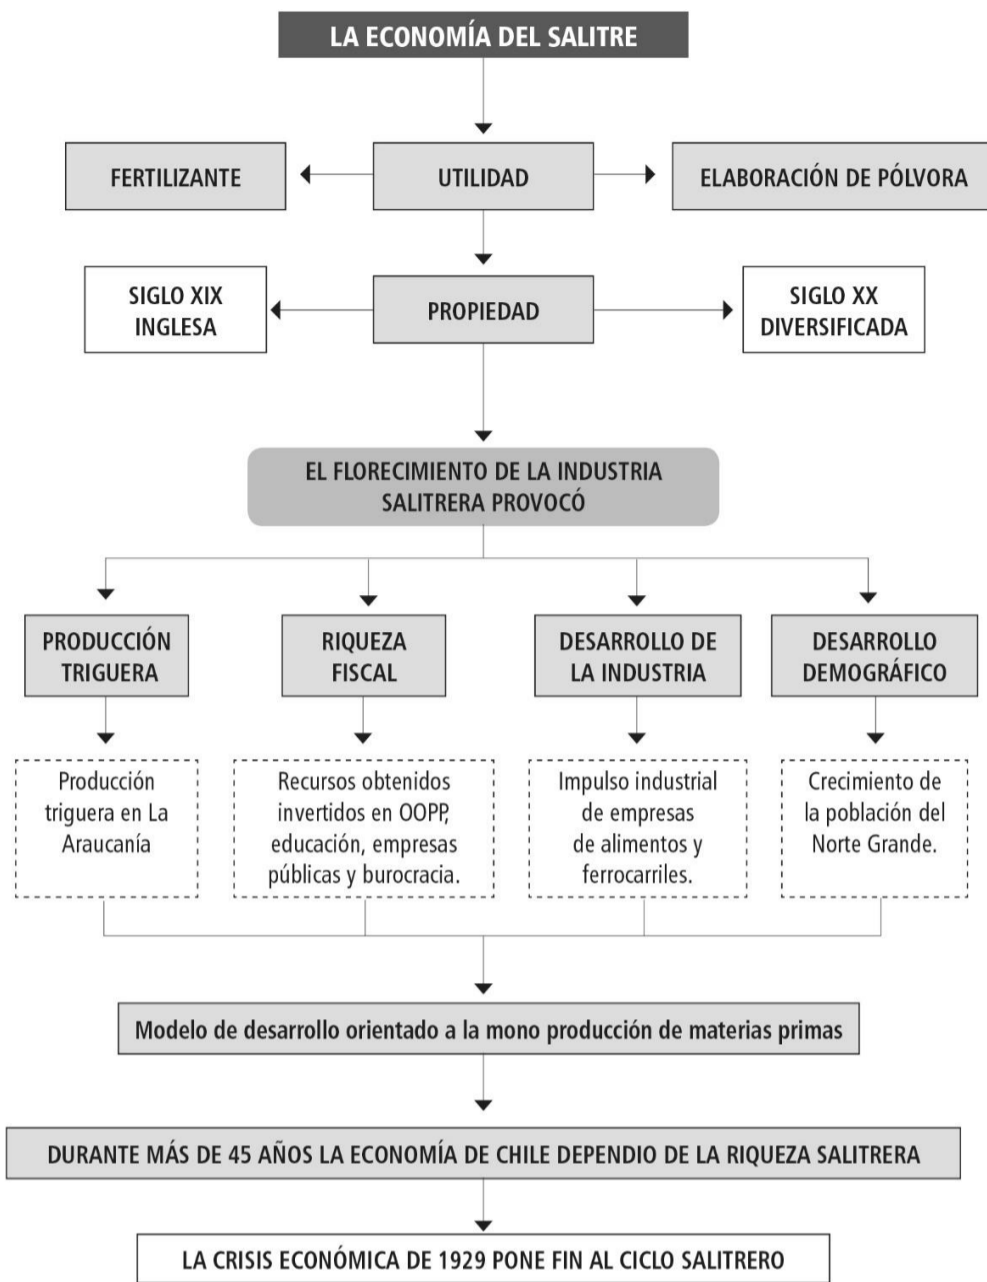 LA ECONOMÍA DEL SALITRE
FERTILIZANTE
UTILIDAD
ELABORACIÓN DE PÓLVORA
SIGLO XIX
INGLESA
PROPIEDAD
SIGLO XX
DIVERSIFICADA
EL FLORECIMIENTO DE LA INDUSTRIA
SALITRERA PROVOCÓ
PRODUCCIÓN
TRIGUERA
RIQUEZA
FISCAL
DESARROLLO DE
LA INDUSTRIA
DESARROLLO
DEMOGRÁFICO
Producción
triguera en La
Araucanía
Recursos obtenidos
invertidos en OOPP,
educación, empresas
públicas y burocracia.
Impulso industrial
de empresas
de alimentos y
ferrocarriles.
Crecimiento de
la población del
Norte Grande.
Modelo de desarrollo orientado a la mono producción de materias primas
DURANTE MÁS DE 45 AÑOS LA ECONOMÍA DE CHILE DEPENDIO DE LA RIQUEZA SALITRERA
LA CRISIS ECONÓMICA DE 1929 PONE FIN AL CICLO SALITRERO